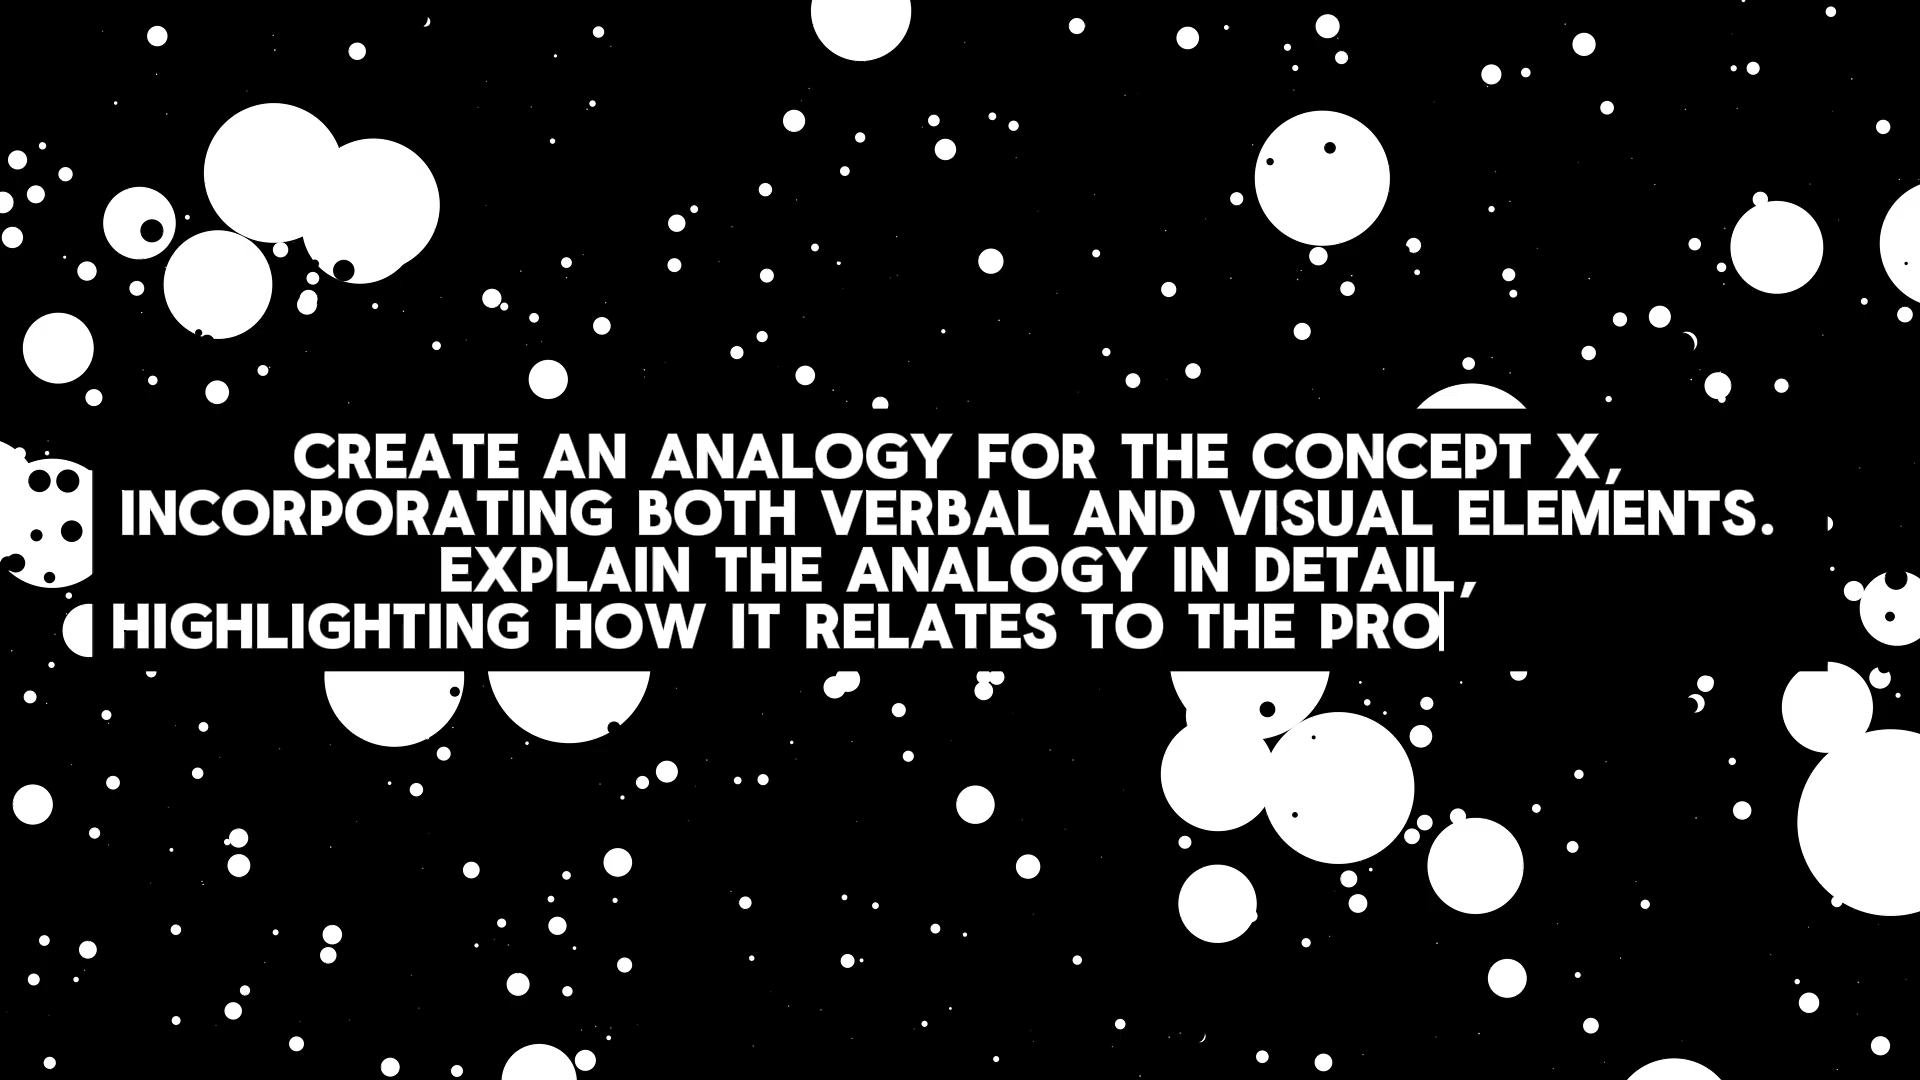 CREATE AN ANALOGY FOR THE CONCEPT X,
INCORPORATING BOTH VERBAL AND VISUAL ELEMENTS.
EXPLAIN THE ANALOGY IN DETAIL,
HIGHLIGHTING HOW IT RELATES TO THE PRO